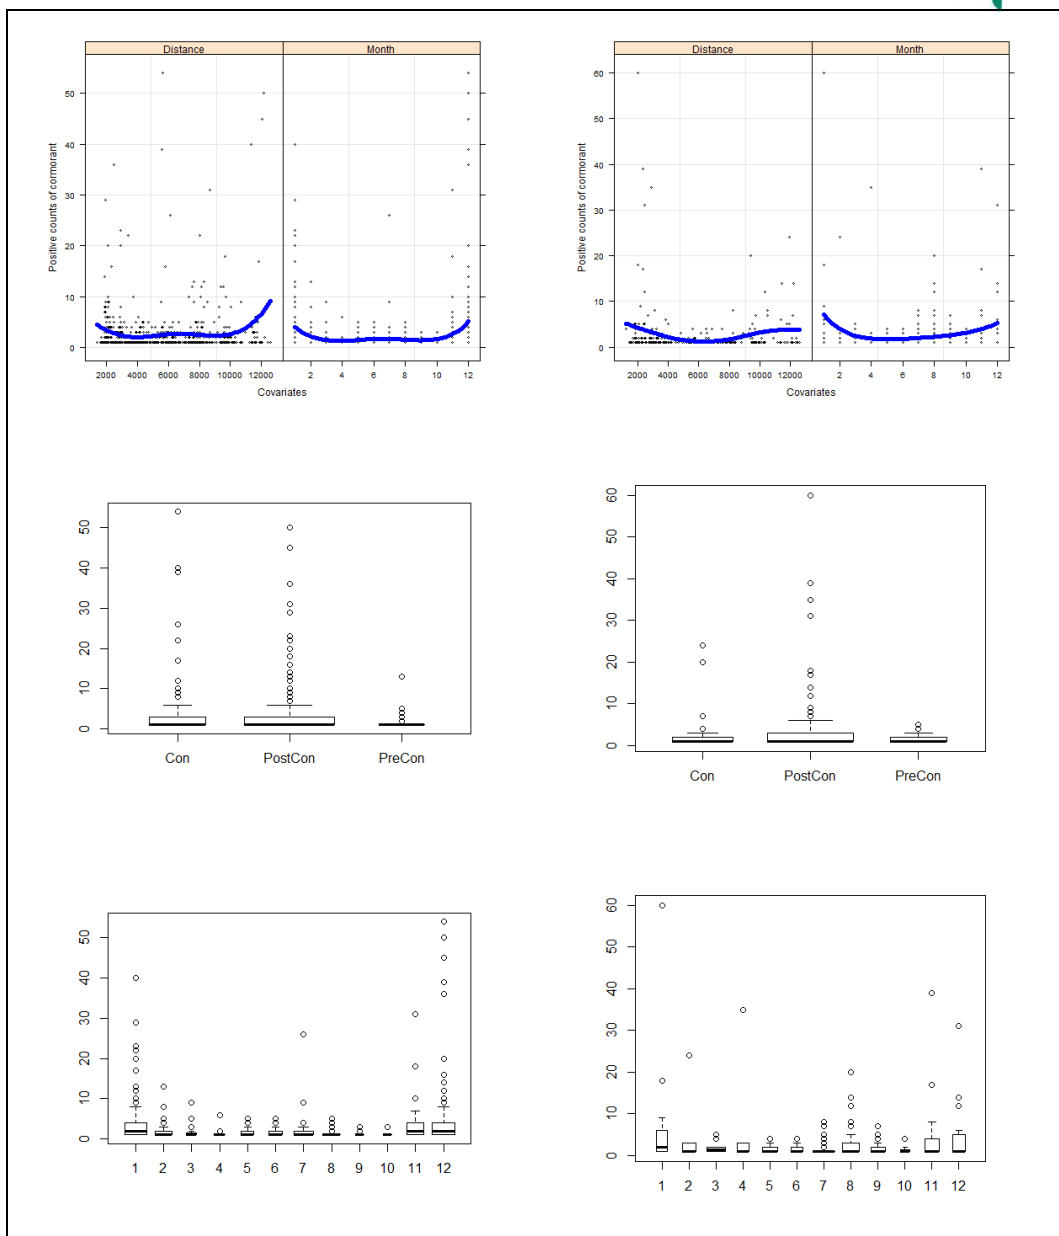 Distance Month
Positive counts of cormorant
0 10 20 30 40 50
2000 4000 6000 8000 10000 12000 2 4 6 8 10 12
Covariates
Distance Month
Positive counts of cormorant
0 10 20 30 40 50 60
2000 4000 6000 8000 10000 12000 2 4 6 8 10 12
Covariates
0 10 20 30 40 50
Con PostCon PreCon
0 10 20 30 40 50 60
Con PostCon PreCon
0 10 20 30 40 50
1 2 3 4 5 6 7 8 9 10 11 12
0 10 20 30 40 50 60
1 2 3 4 5 6 7 8 9 10 11 12